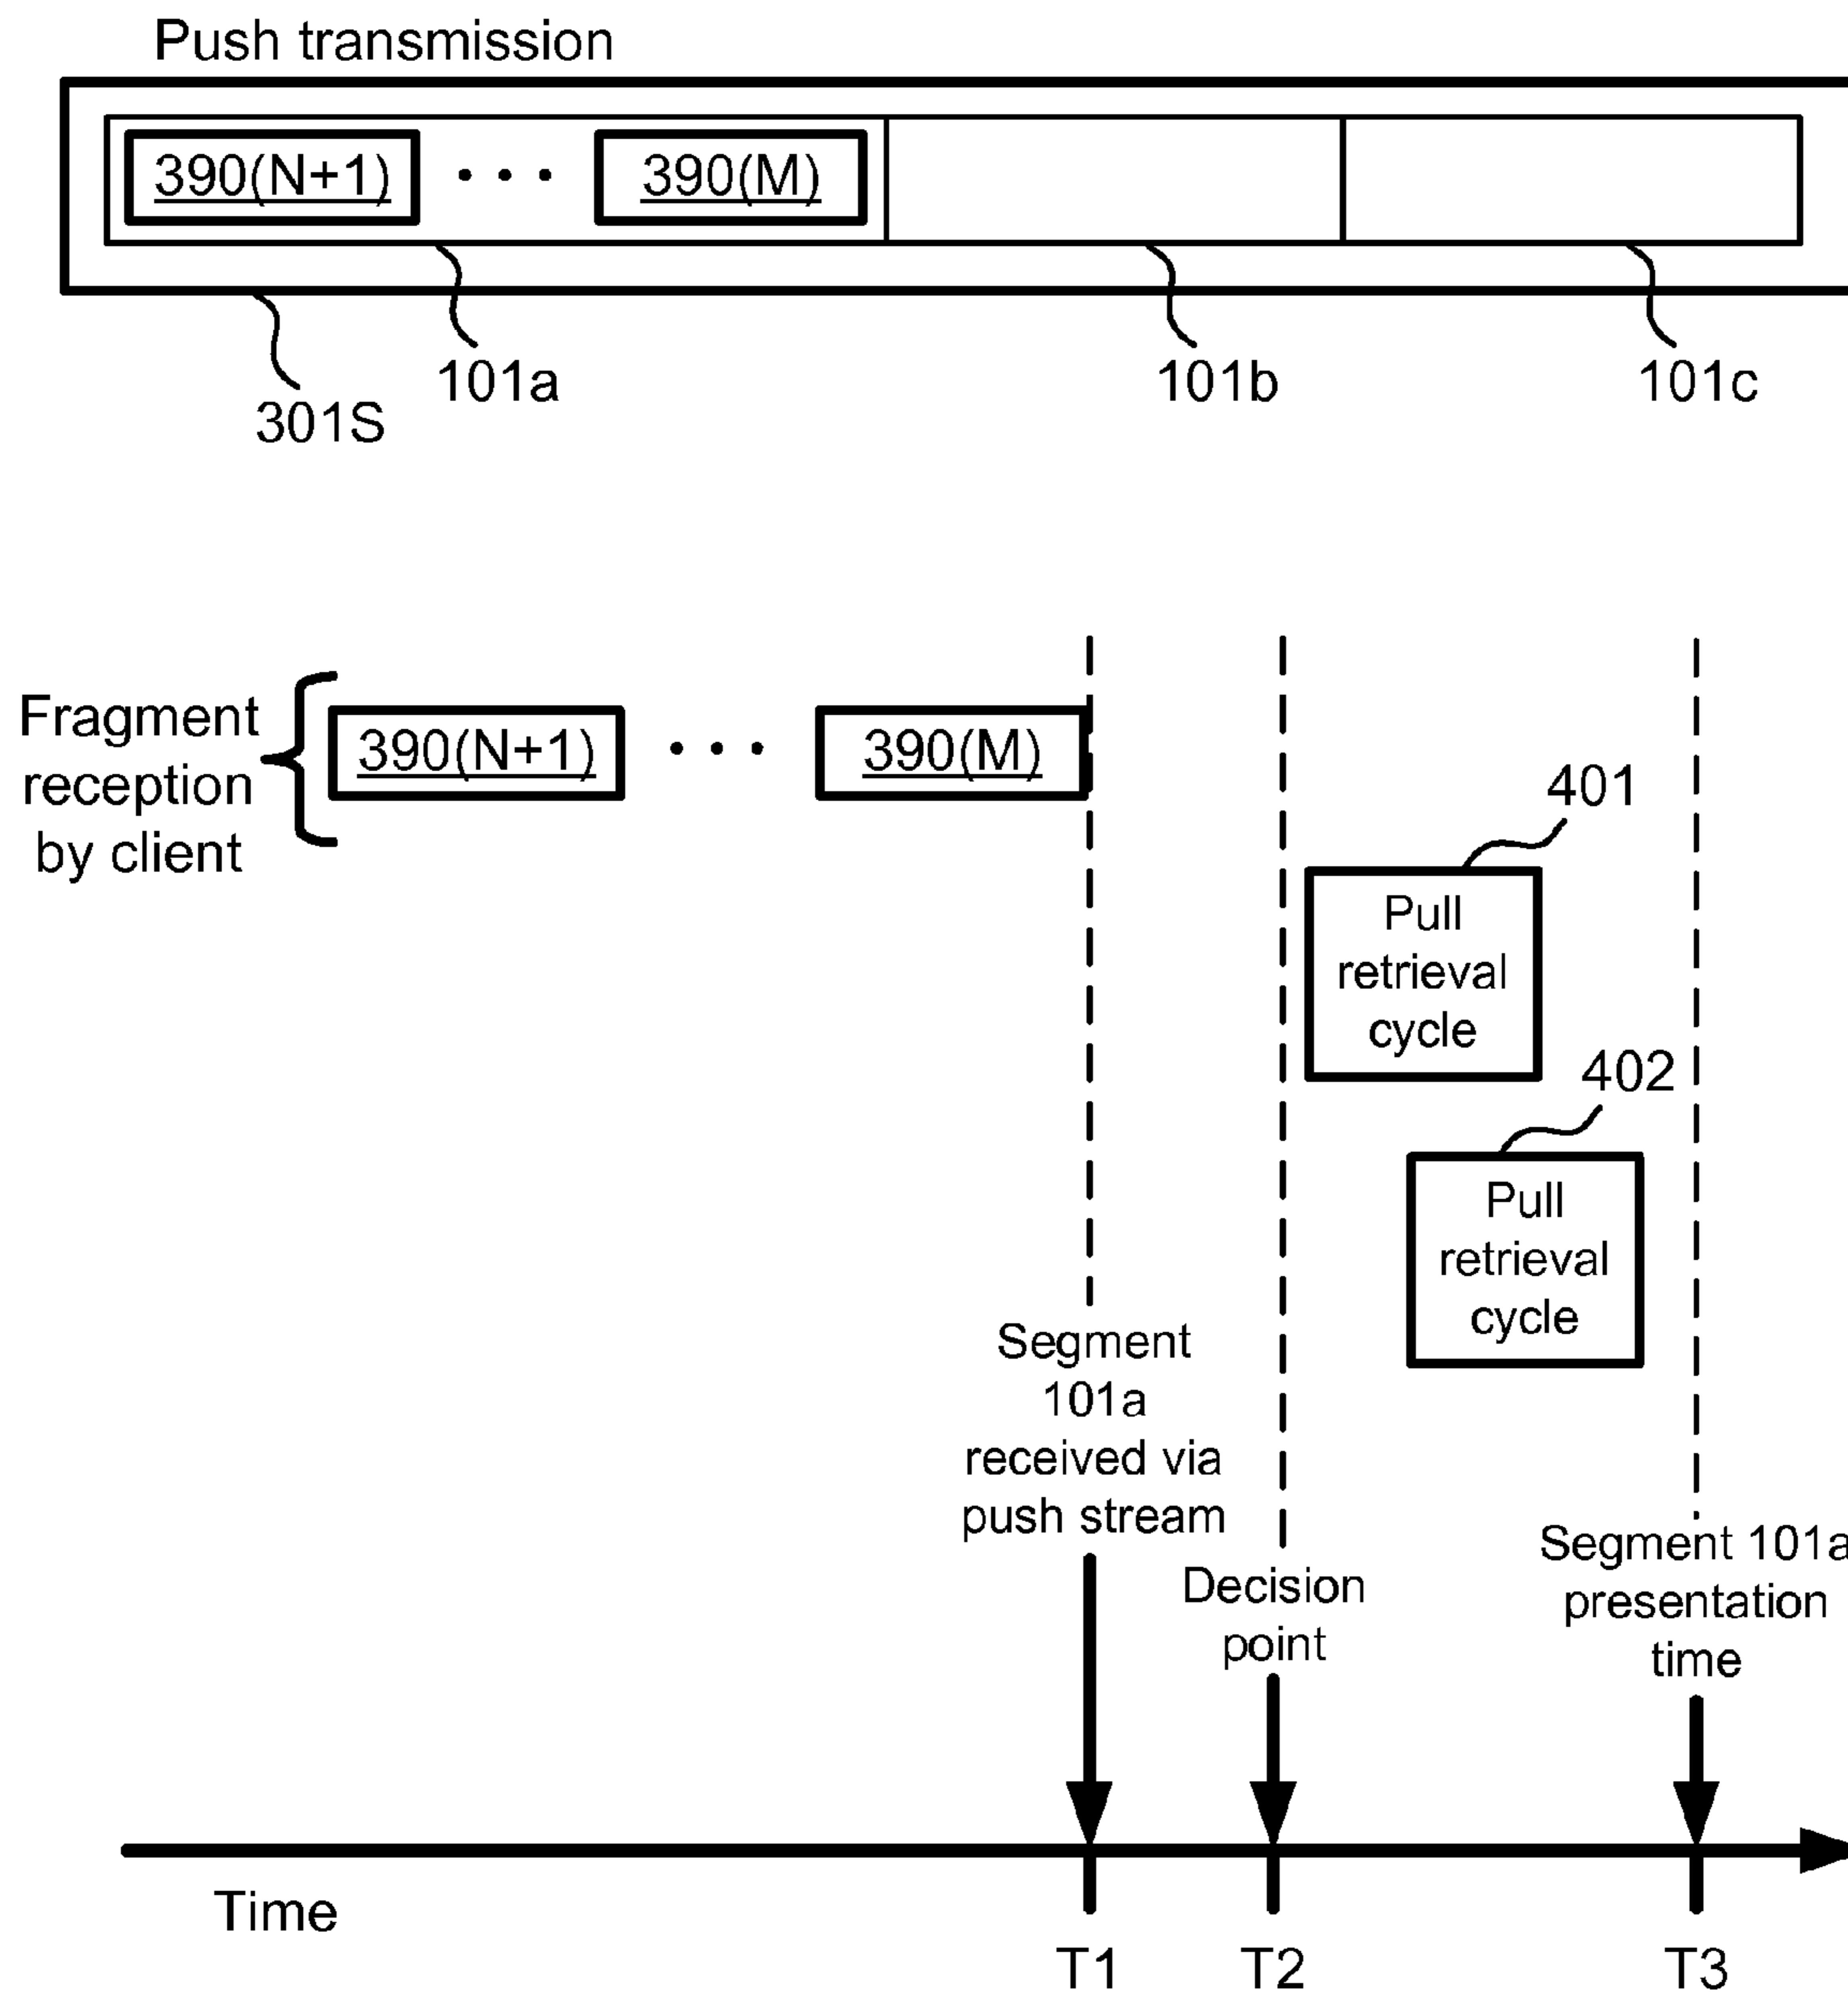 Push transmission
390(N+1) • • • 390(M)
101a
101b
101c
301S
Fragment
reception
by client
390(N+1) • • • 390(M)
401
Pull
retrieval
cycle
402
Pull
retrieval
cycle
Segment
101a
received via
push stream
Decision
point
Segment 101a
presentation
time
Time
T1
T2
T3